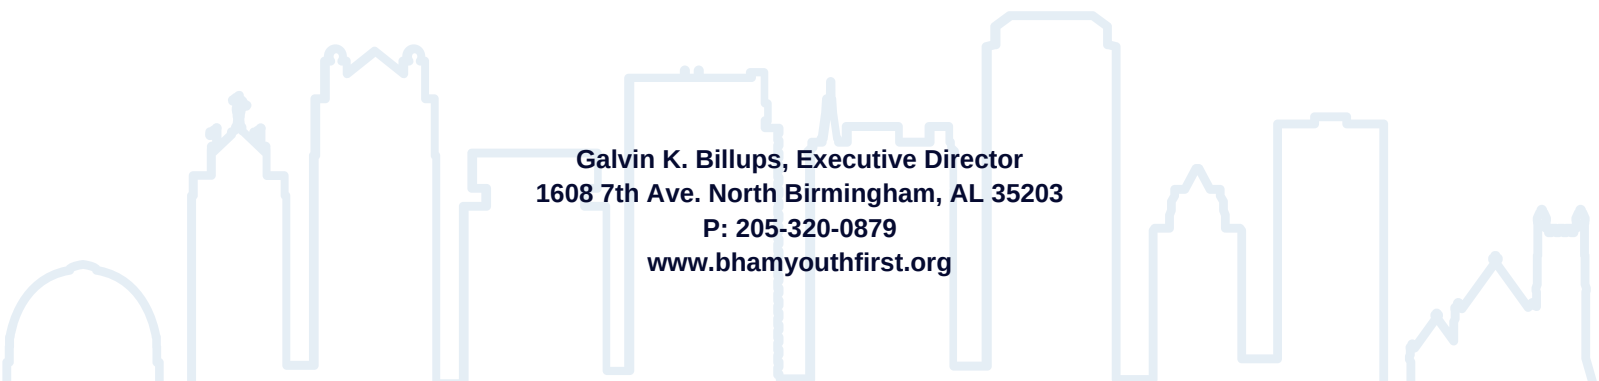 Galvin K. Billups, Executive Director
1608 7th Ave. North Birmingham, AL 35203
P: 205-320-0879
www.bhamyouthfirst.org